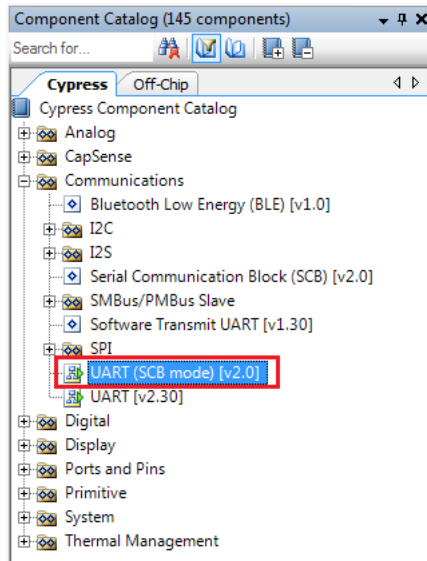 Component Catalog (145 components)
Search for...
Cypress Off-Chip
Cypress Component Catalog
Analog
CapSense
Communications
Bluetooth Low Energy (BLE) [v1.0]
I2C
I2S
Serial Communication Block (SCB) [v2.0]
SMBus/PMBus Slave
Software Transmit UART [v1.30]
SPI
UART (SCB mode) [v2.0]
UART [v2.30]
Digital
Display
Ports and Pins
Primitive
System
Thermal Management